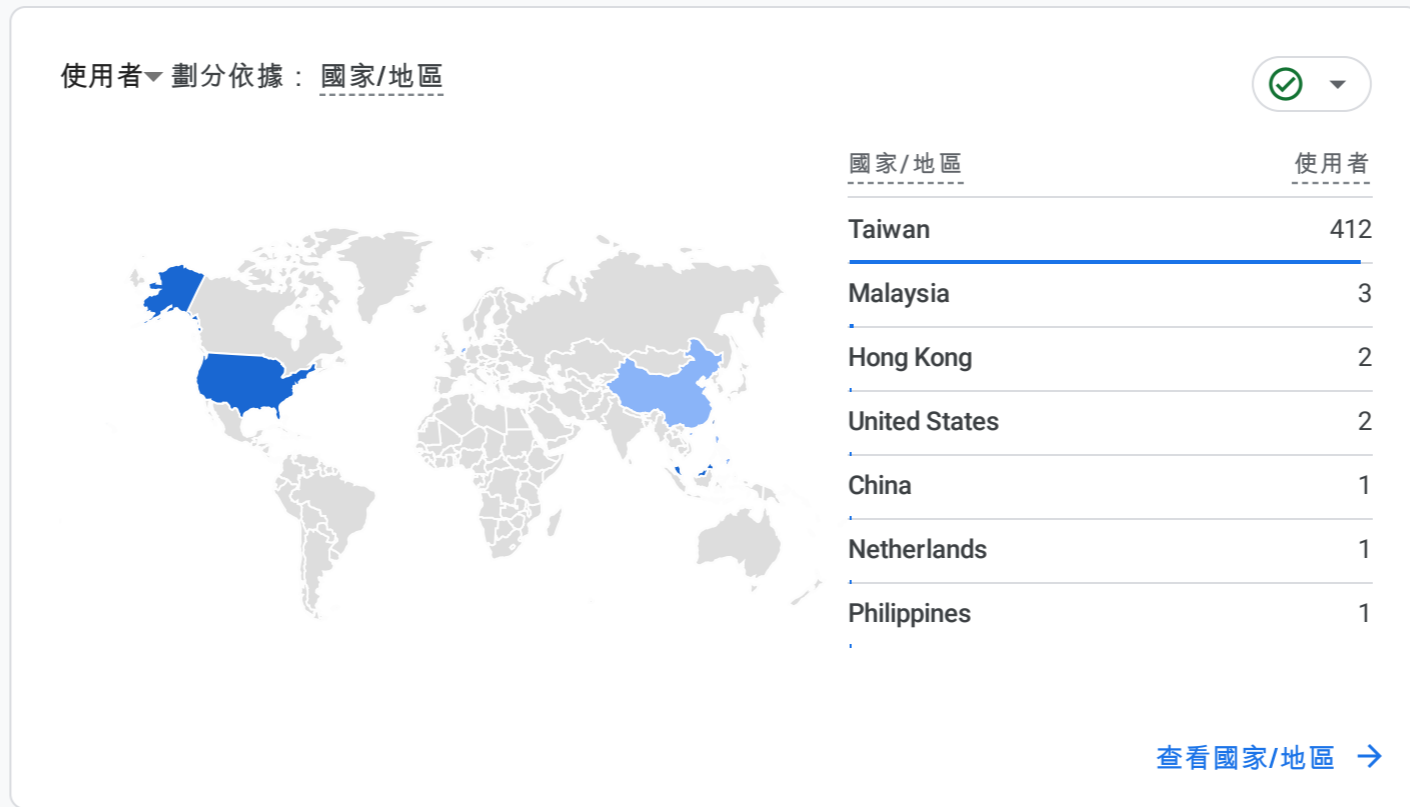 使用者 劃分依據： 國家/地區
國家/地區 使用者
Taiwan 412
Malaysia 3
Hong Kong 2
United States 2
China 1
Netherlands 1
Philippines 1
查看國家/地區 →